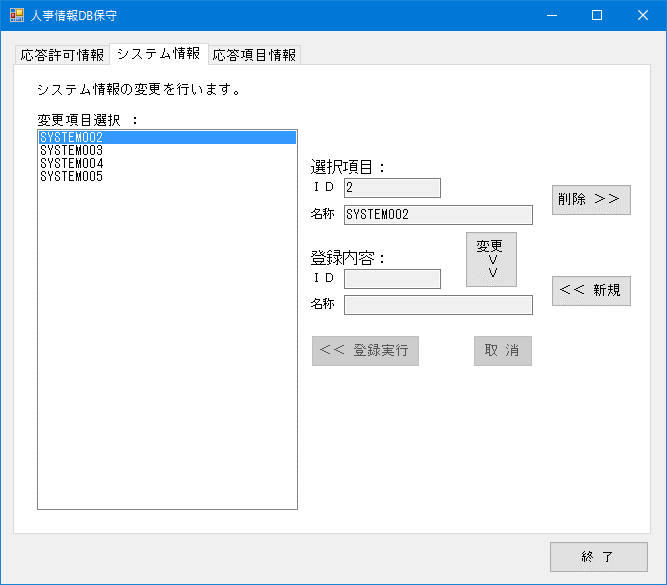 人事情報DB保守
応答許可情報 システム情報 応答項目情報
システム情報の変更を行います。
変更項目選択 :
SYSTEM002
SYSTEM003
SYSTEM004
SYSTEM005
選択項目:
ID 2
名称 SYSTEM002
削除 >>
登録内容:
ID
名称
変更
>
>
<< 新規
<< 登録実行
取 消
終 了